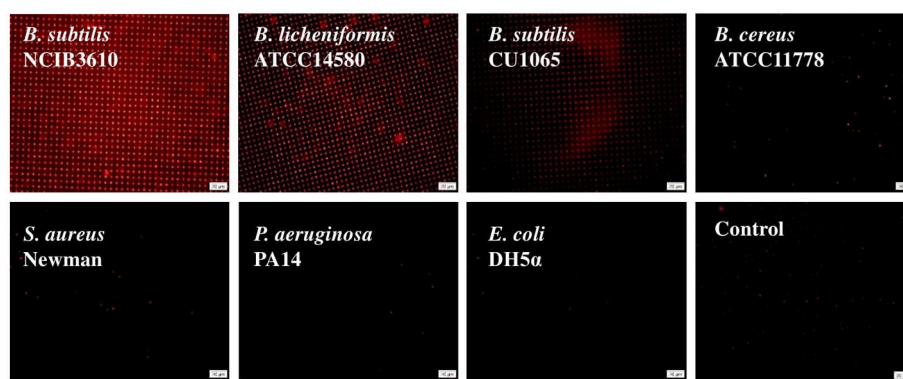 B. subtilis
NCIB3610
B. licheniformis
ATCC14580
B. subtilis
CU1065
B. cereus
ATCC11778
S. aureus
Newman
P. aeruginosa
PA14
E. coli
DH5α
Control